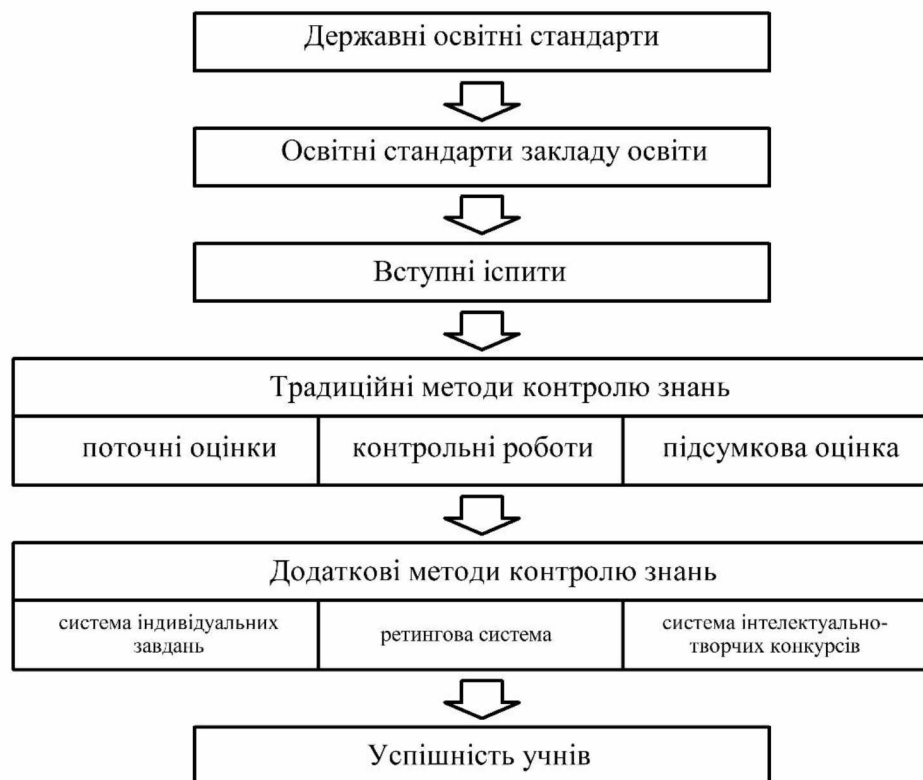 Державні освітні стандарти
Освітні стандарти закладу освіти
Вступні іспити
Традиційні методи контролю знань
поточні оцінки
контрольні роботи
підсумкова оцінка
Додаткові методи контролю знань
система індивідуальних
завдань
ретингова система
система інтелектуально-
творчих конкурсів
Успішність учнів